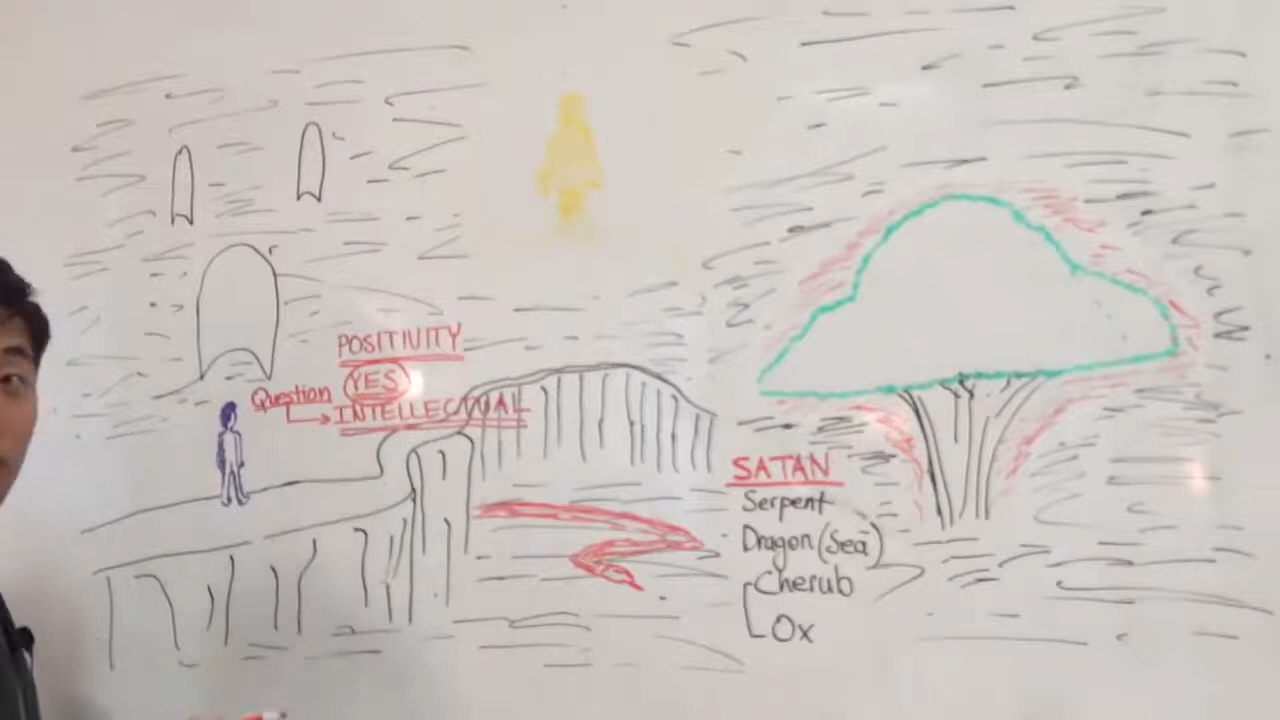 POSITIVITY
YES
Question
INTELLECTUAL
SATAN
Serpent
Dragon (Sea)
Cherub
Ox